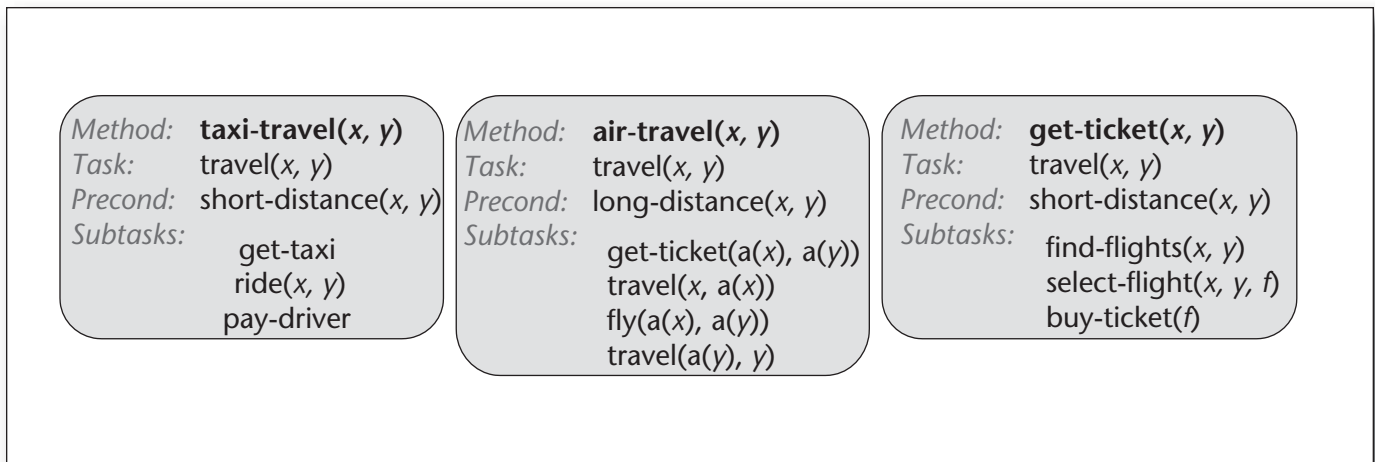 Method: taxi-travel(x, y)
Task: travel(x, y)
Precond: short-distance(x, y)
Subtasks:
get-taxi
ride(x, y)
pay-driver
Method: air-travel(x, y)
Task: travel(x, y)
Precond: long-distance(x, y)
Subtasks:
get-ticket(a(x), a(y))
travel(x, a(x))
fly(a(x), a(y))
travel(a(y), y)
Method: get-ticket(x, y)
Task: travel(x, y)
Precond: short-distance(x, y)
Subtasks:
find-flights(x, y)
select-flight(x, y, f)
buy-ticket(f)